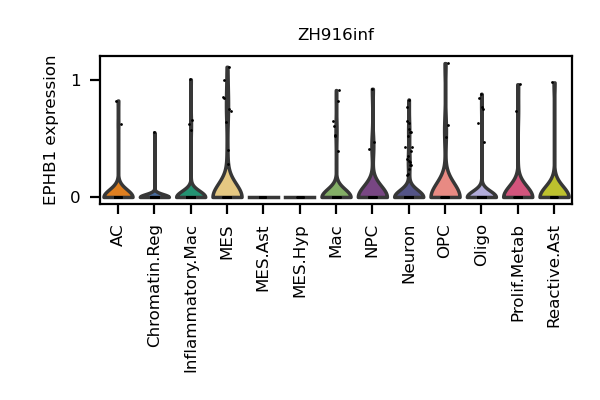 ZH916inf
EPHB1 expression
1
0
AC
Chromatin.Reg
Inflammatory.Mac
MES
MES.Ast
MES.Hyp
Mac
NPC
Neuron
OPC
Oligo
Prolif.Metab
Reactive.Ast